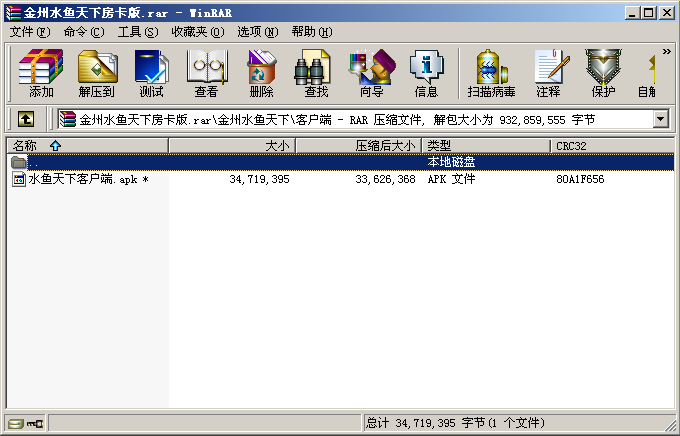 金州水鱼天下房卡版.rar - WinRAR
文件(F) 命令(C) 工具(S) 收藏夹(O) 选项(N) 帮助(H)
添加 解压到 测试 查看 删除 查找 向导 信息 扫描病毒 注释 保护 自解
金州水鱼天下房卡版.rar\金州水鱼天下\客户端 - RAR 压缩文件, 解包大小为 932,859,555 字节
名称 大小 压缩后大小 类型 CRC32
.. 本地磁盘
水鱼天下客户端.apk * 34,719,395 33,626,368 APK 文件 80A1F656
总计 34,719,395 字节(1 个文件)